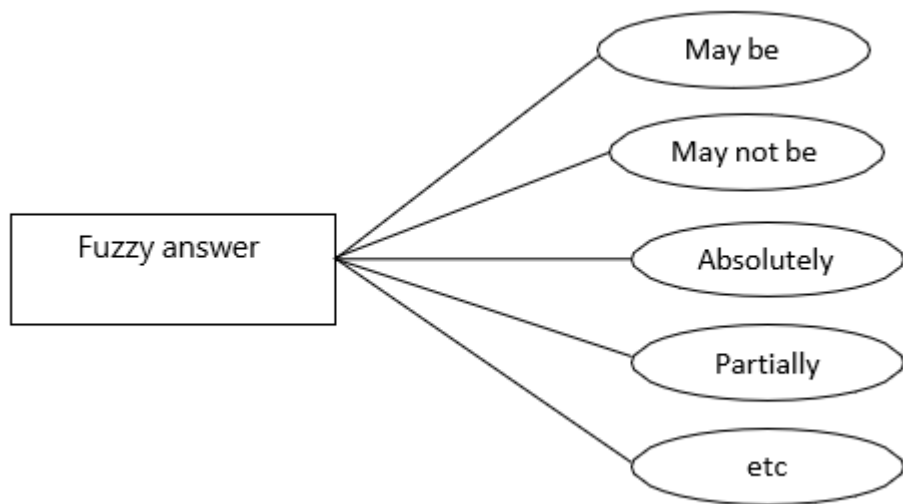 May be
May not be
Fuzzy answer
Absolutely
Partially
etc